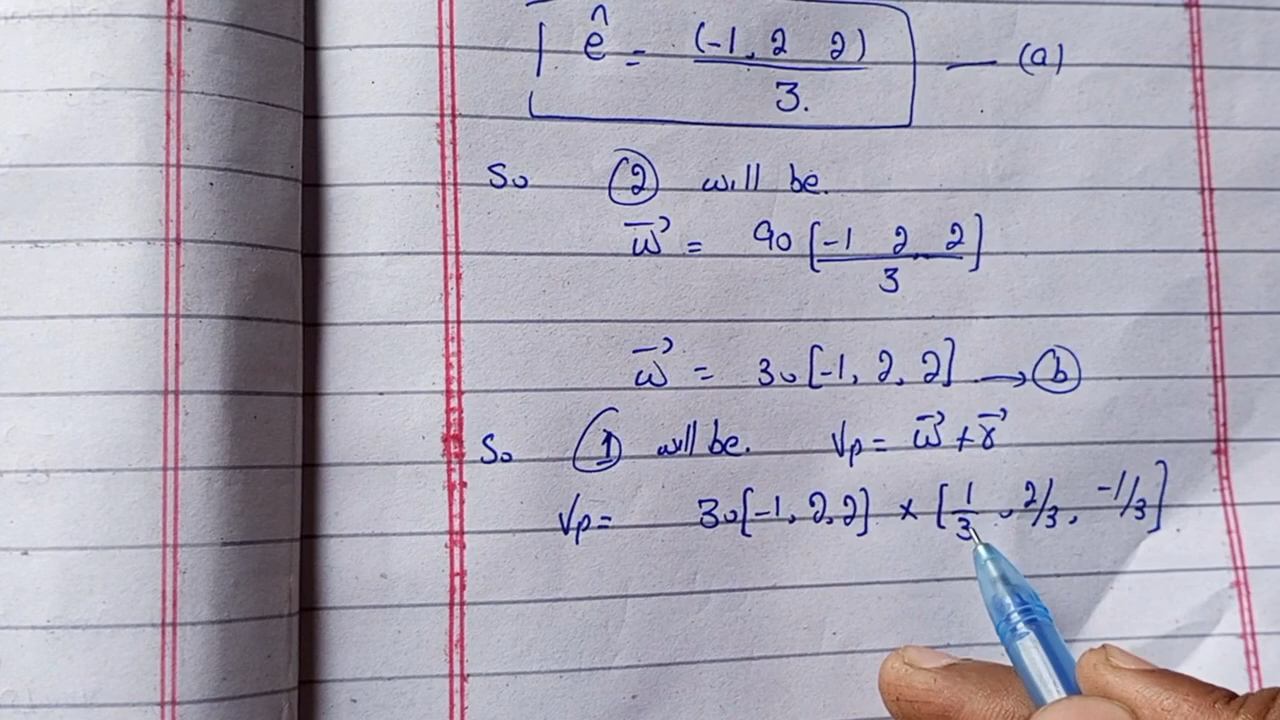 ê = (-1, 2 2) / 3. — (a)
So ② will be.
ω⃗ = 90 [-1 2 2 / 3]
ω⃗ = 30 [-1, 2, 2] → ⓑ
So ① will be. Vp = ω⃗ × r⃗
Vp = 30[-1, 2, 2] × [1/3, 2/3, -1/3]